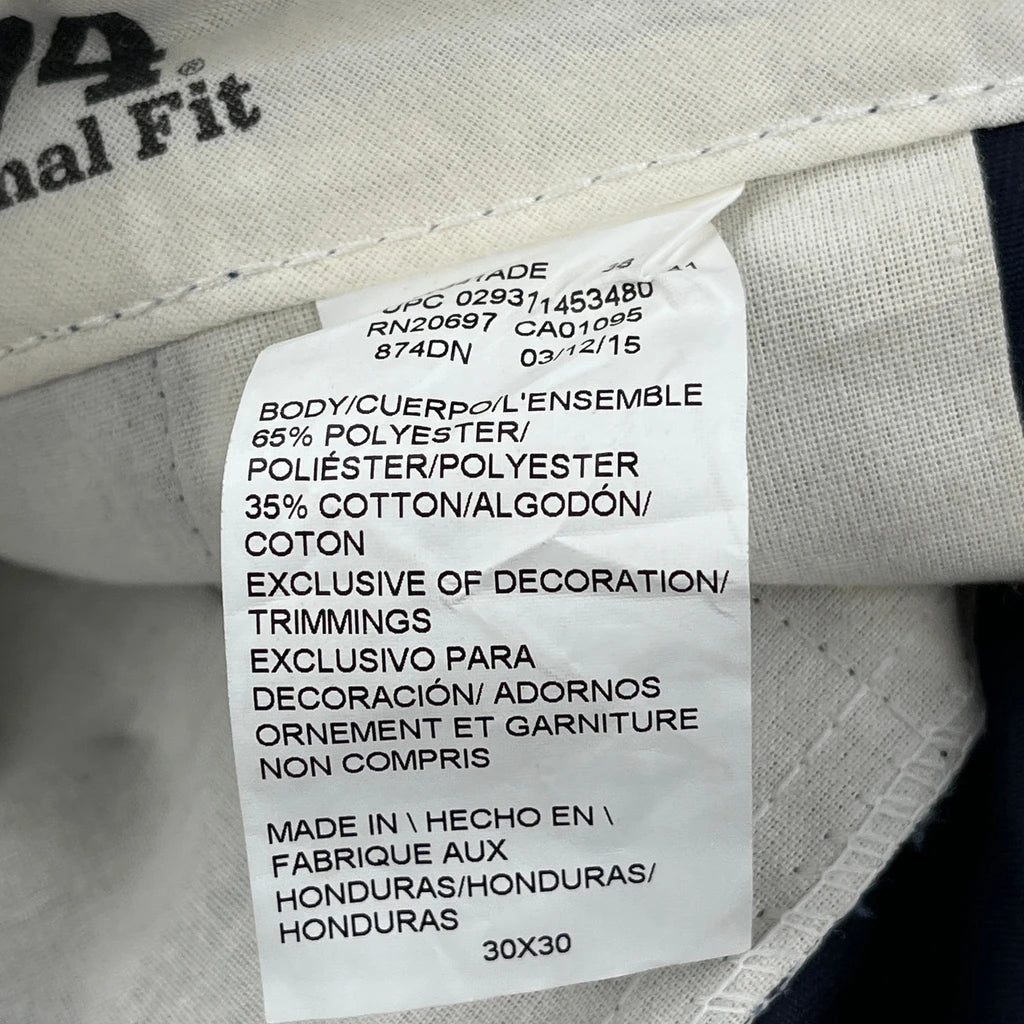 74®
nal Fit
UPC 029371453480
RN20697 CA01095
874DN 03/12/15
BODY/CUERPO/L'ENSEMBLE
65% POLYESTER/
POLIÉSTER/POLYESTER
35% COTTON/ALGODÓN/
COTON
EXCLUSIVE OF DECORATION/
TRIMMINGS
EXCLUSIVO PARA
DECORACIÓN/ ADORNOS
ORNEMENT ET GARNITURE
NON COMPRIS
MADE IN \ HECHO EN \
FABRIQUE AUX
HONDURAS/HONDURAS/
HONDURAS
30X30